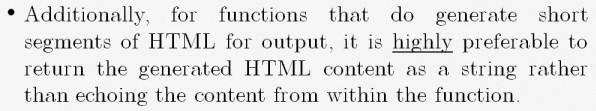 • Additionally, for functions that do generate short
segments of HTML for output, it is highly preferable to
return the generated HTML content as a string rather
than echoing the content from within the function.